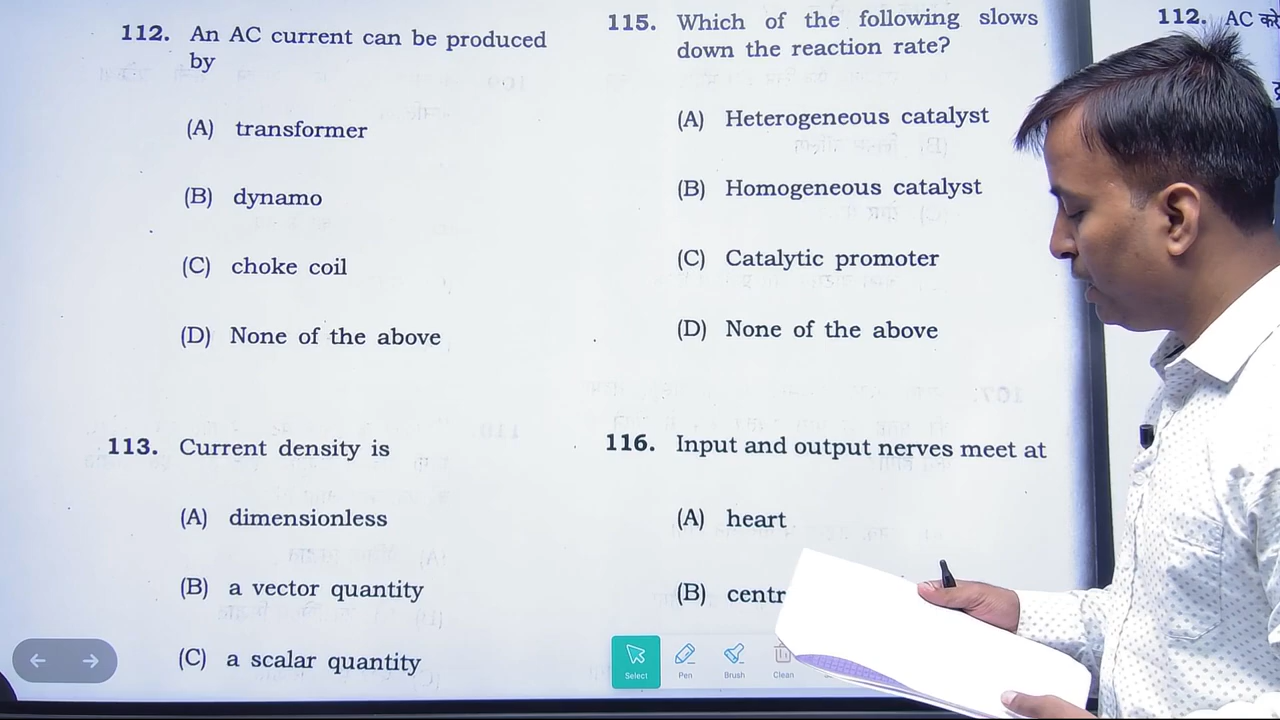 112. An AC current can be produced
by
(A) transformer
(B) dynamo
(C) choke coil
(D) None of the above
113. Current density is
(A) dimensionless
(B) a vector quantity
(C) a scalar quantity
115. Which of the following slows
down the reaction rate?
(A) Heterogeneous catalyst
(B) Homogeneous catalyst
(C) Catalytic promoter
(D) None of the above
116. Input and output nerves meet at
(A) heart
(B) centr
112. AC
Select
Pen
Brush
Clean